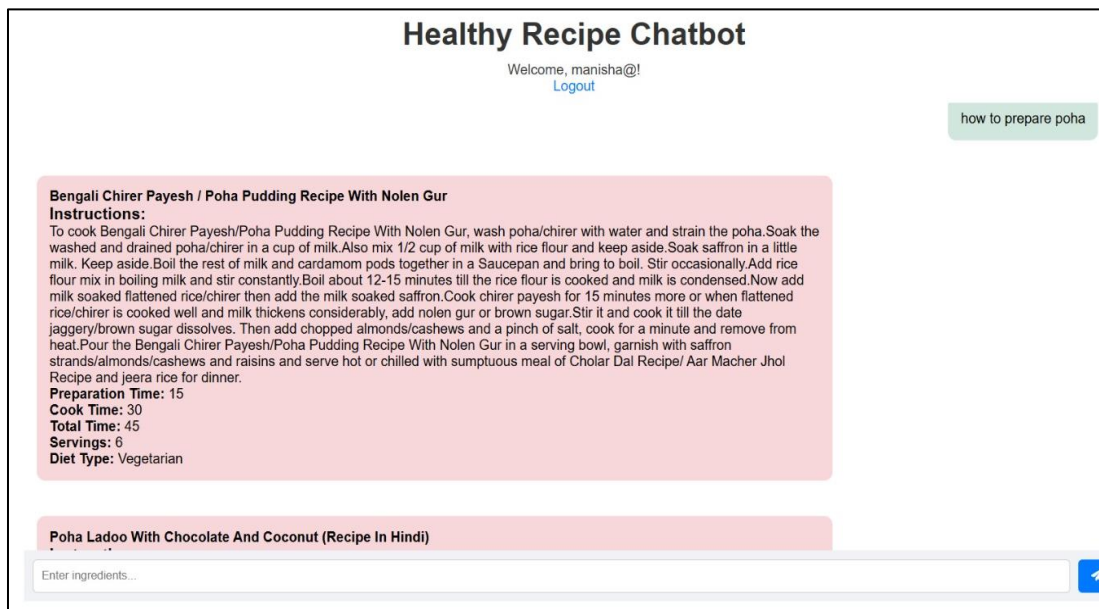 Healthy Recipe Chatbot
Welcome, manisha@!
Logout
how to prepare poha
Bengali Chirer Payesh / Poha Pudding Recipe With Nolen Gur
Instructions:
To cook Bengali Chirer Payesh/Poha Pudding Recipe With Nolen Gur, wash poha/chirer with water and strain the poha.Soak the
washed and drained poha/chirer in a cup of milk.Also mix 1/2 cup of milk with rice flour and keep aside.Soak saffron in a little
milk. Keep aside.Boil the rest of milk and cardamom pods together in a Saucepan and bring to boil. Stir occasionally.Add rice
flour mix in boiling milk and stir constantly.Boil about 12-15 minutes till the rice flour is cooked and milk is condensed.Now add
milk soaked flattened rice/chirer then add the milk soaked saffron.Cook chirer payesh for 15 minutes more or when flattened
rice/chirer is cooked well and milk thickens considerably, add nolen gur or brown sugar.Stir it and cook it till the date
jaggery/brown sugar dissolves. Then add chopped almonds/cashews and a pinch of salt, cook for a minute and remove from
heat.Pour the Bengali Chirer Payesh/Poha Pudding Recipe With Nolen Gur in a serving bowl, garnish with saffron
strands/almonds/cashews and raisins and serve hot or chilled with sumptuous meal of Cholar Dal Recipe/ Aar Macher Jhol
Recipe and jeera rice for dinner.
Preparation Time: 15
Cook Time: 30
Total Time: 45
Servings: 6
Diet Type: Vegetarian
Poha Ladoo With Chocolate And Coconut (Recipe In Hindi)
Enter ingredients...